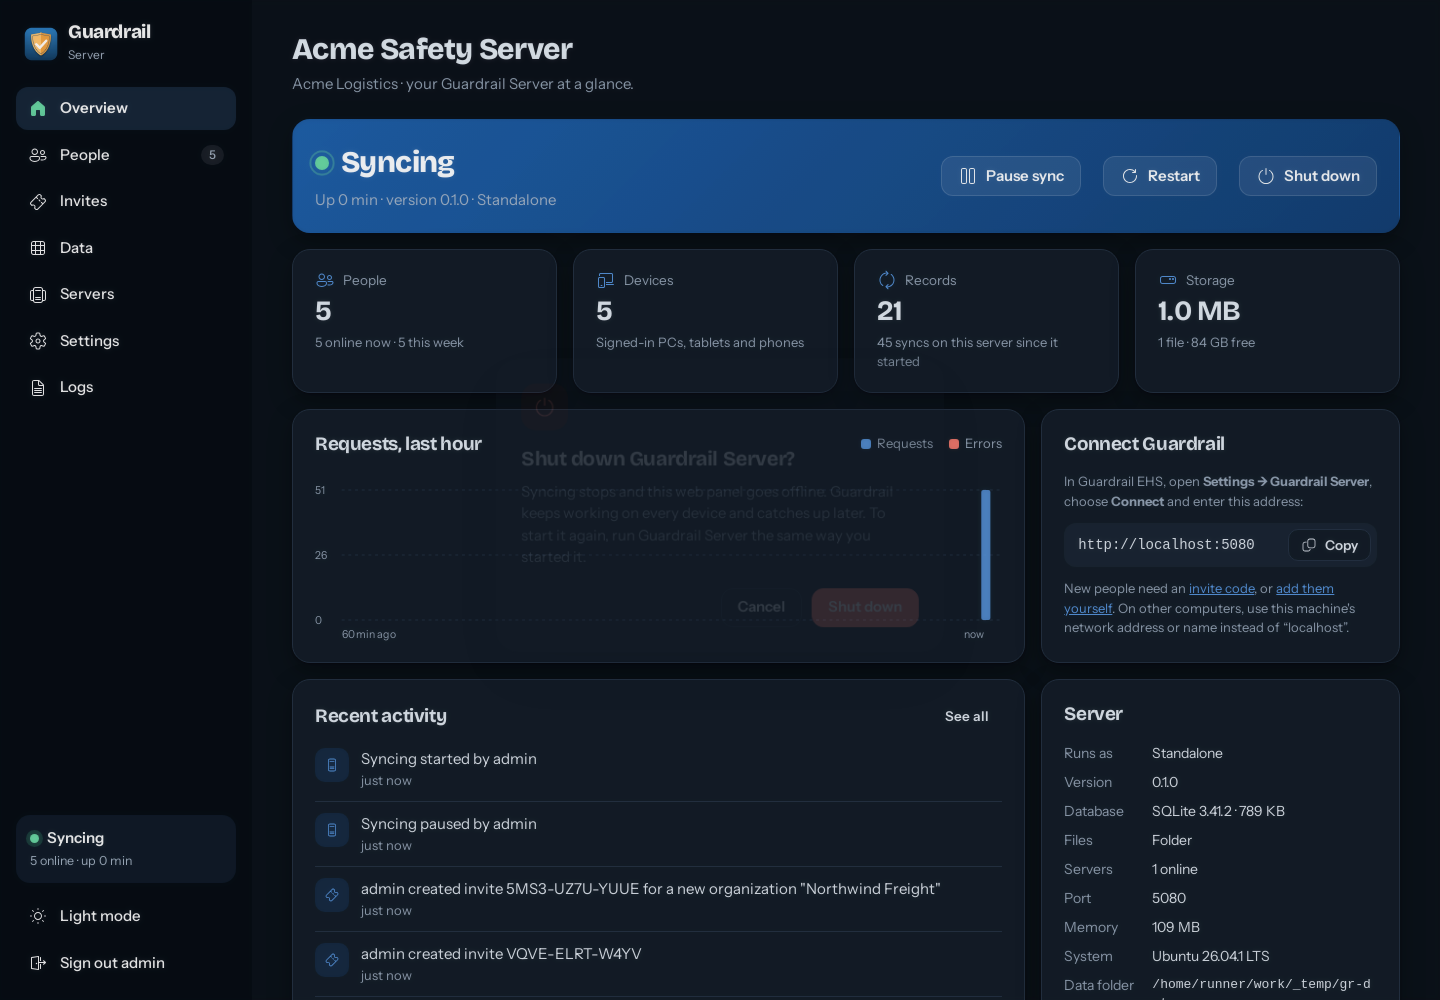 Guardrail
Server
Overview
People
5
Invites
Data
Servers
Settings
Logs
Syncing
5 online · up 0 min
Light mode
Sign out admin
Acme Safety Server
Acme Logistics · your Guardrail Server at a glance.
Syncing
Up 0 min · version 0.1.0 · Standalone
Pause sync
Restart
Shut down
People
5
5 online now · 5 this week
Devices
5
Signed-in PCs, tablets and phones
Records
21
45 syncs on this server since it
started
Storage
1.0 MB
1 file · 84 GB free
Requests, last hour
Requests
Errors
51
26
0
60 min ago
now
Shut down Guardrail Server?
Syncing stops and this web panel goes offline. Guardrail
keeps working on every device and catches up later. To
start it again, run Guardrail Server the same way you
started it.
Cancel
Shut down
Connect Guardrail
In Guardrail EHS, open Settings → Guardrail Server,
choose Connect and enter this address:
http://localhost:5080
Copy
New people need an invite code, or add them
yourself. On other computers, use this machine's
network address or name instead of “localhost”.
Recent activity
See all
Syncing started by admin
just now
Syncing paused by admin
just now
admin created invite 5MS3-UZ7U-YUUE for a new organization "Northwind Freight"
just now
admin created invite VQVE-ELRT-W4YV
just now
Server
Runs as
Standalone
Version
0.1.0
Database
SQLite 3.41.2 · 789 KB
Files
Folder
Servers
1 online
Port
5080
Memory
109 MB
System
Ubuntu 26.04.1 LTS
Data folder
/home/runner/work/_temp/gr-d